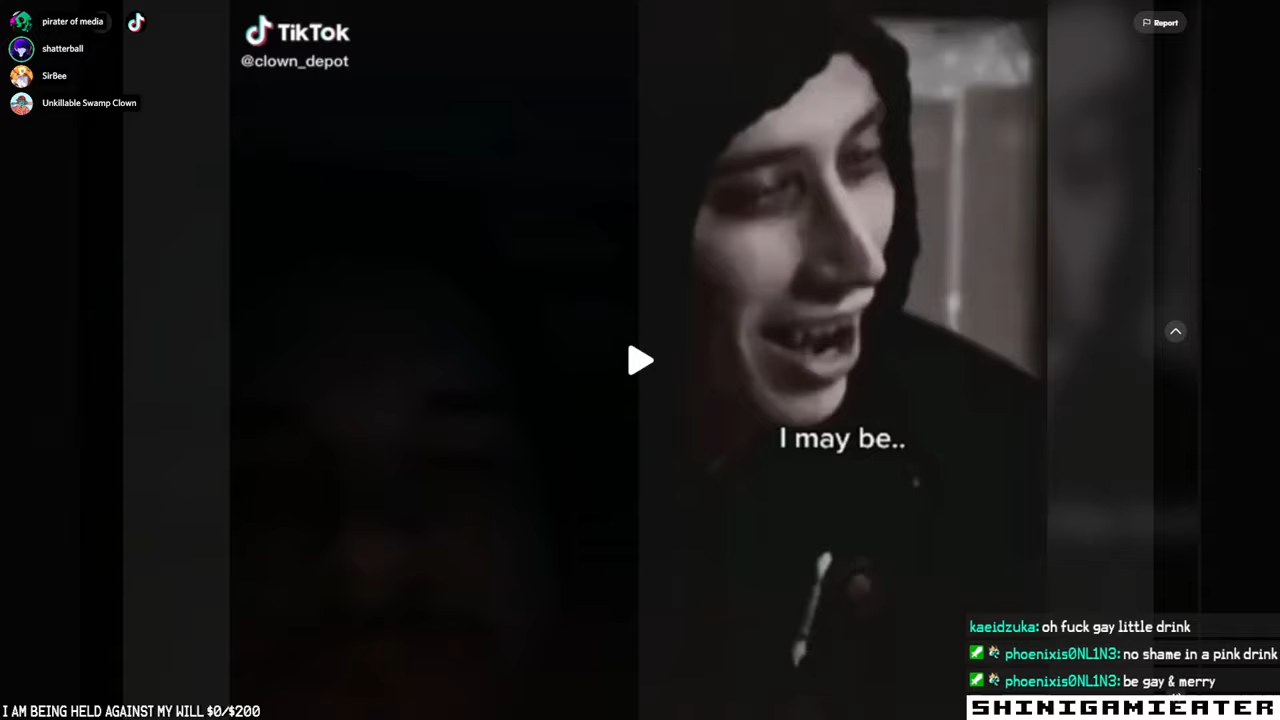 pirater of media
shatterball
SirBee
Unkillable Swamp Clown
TikTok
@clown_depot
Report
I may be..
kaeidzuka: oh fuck gay little drink
phoenixis0NL1N3: no shame in a pink drink
phoenixis0NL1N3: be gay & merry
I AM BEING HELD AGAINST MY WILL $0/$200
SHINIGAMIEATER